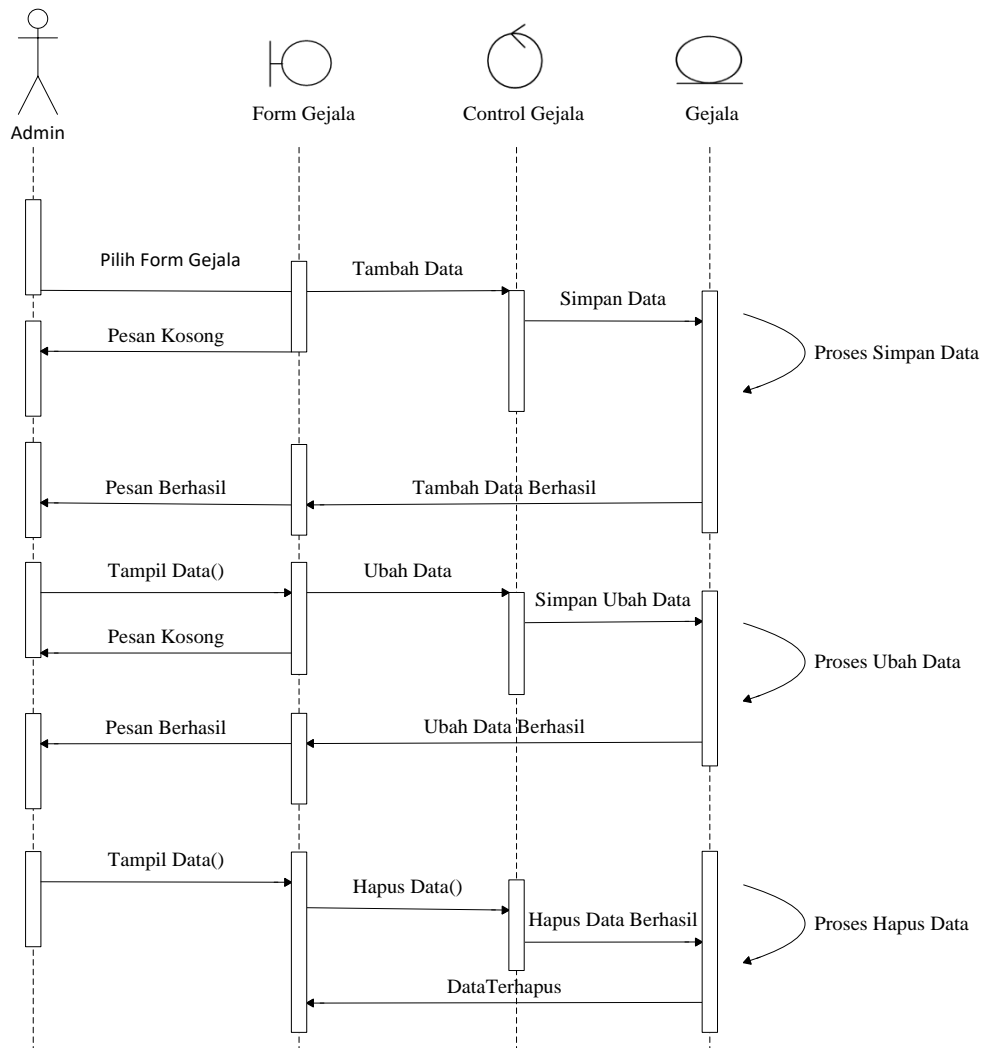 Admin
Form Gejala
Control Gejala
Gejala
Pilih Form Gejala
Tambah Data
Simpan Data
Pesan Kosong
Proses Simpan Data
Pesan Berhasil
Tambah Data Berhasil
Tampil Data()
Ubah Data
Simpan Ubah Data
Pesan Kosong
Proses Ubah Data
Pesan Berhasil
Ubah Data Berhasil
Tampil Data()
Hapus Data()
Hapus Data Berhasil
Proses Hapus Data
DataTerhapus